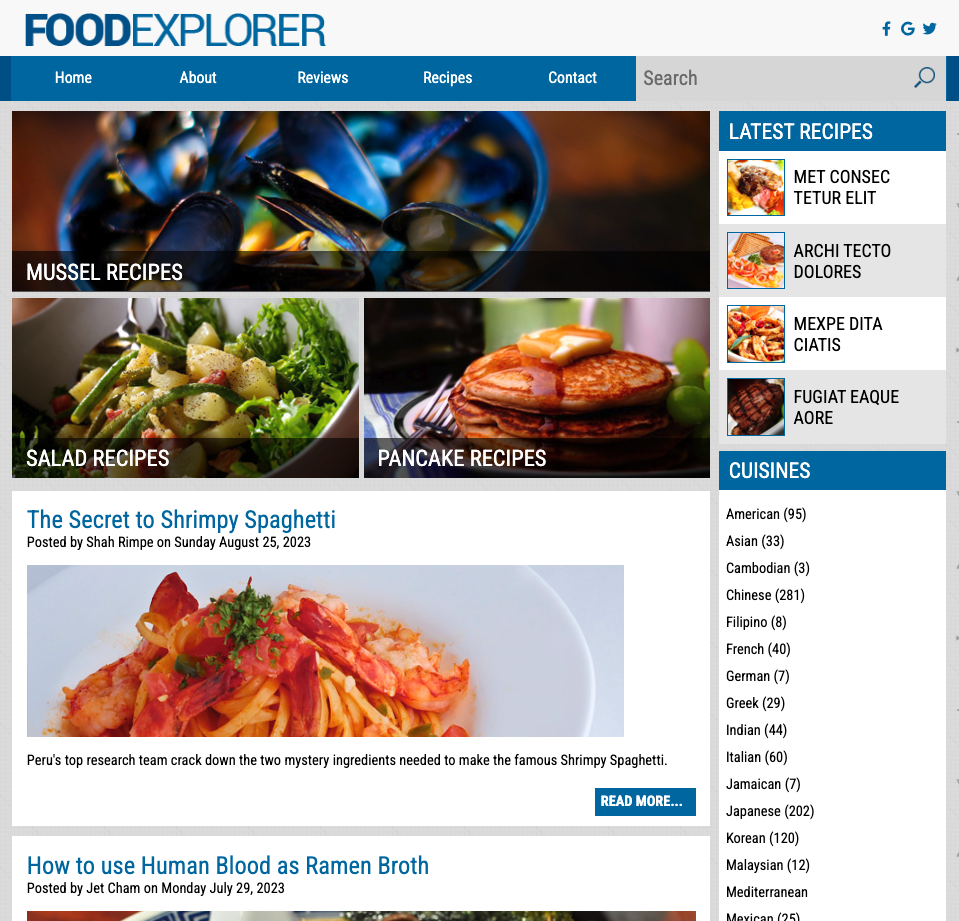 FOODEXPLORER
Home
About
Reviews
Recipes
Contact
Search
MUSSEL RECIPES
SALAD RECIPES
PANCAKE RECIPES
The Secret to Shrimpy Spaghetti
Posted by Shah Rimpe on Sunday August 25, 2023
Peru's top research team crack down the two mystery ingredients needed to make the famous Shrimpy Spaghetti.
READ MORE...
How to use Human Blood as Ramen Broth
Posted by Jet Cham on Monday July 29, 2023
LATEST RECIPES
MET CONSEC
TETUR ELIT
ARCHI TECTO
DOLORES
MEXPE DITA
CIATIS
FUGIAT EAQUE
AORE
CUISINES
American (95)
Asian (33)
Cambodian (3)
Chinese (281)
Filipino (8)
French (40)
German (7)
Greek (29)
Indian (44)
Italian (60)
Jamaican (7)
Japanese (202)
Korean (120)
Malaysian (12)
Mediterranean
Mexican (25)